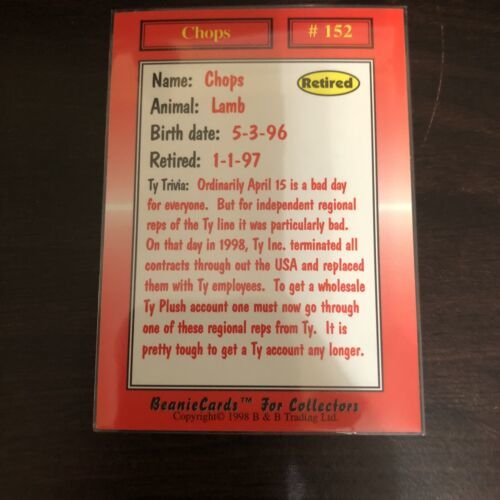 Chops
# 152
Name: Chops
Retired
Animal: Lamb
Birth date: 5-3-96
Retired: 1-1-97
Ty Trivia: Ordinarily April 15 is a bad day
for everyone. But for independent regional
reps of the Ty line it was particularly bad.
On that day in 1998, Ty Inc. terminated all
contracts through out the USA and replaced
them with Ty employees. To get a wholesale
Ty Plush account one must now go through
one of these regional reps from Ty. It is
pretty tough to get a Ty account any longer.
BeanieCards™ For Collectors
Copyright© 1998 B & B Trading Ltd.